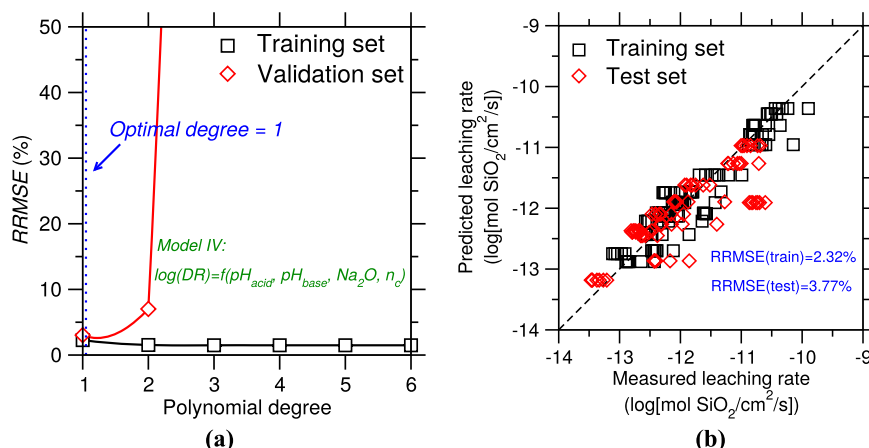 50
40
30
20
10
0
RRMSE (%)
Training set
Validation set
Optimal degree = 1
Model IV:
log(DR)=f(pH_acid, pH_base, Na₂O, n_c)
1 2 3 4 5 6
Polynomial degree
(a)
-9
-10
-11
-12
-13
-14
Predicted leaching rate
(log[mol SiO₂/cm²/s])
Training set
Test set
RRMSE(train)=2.32%
RRMSE(test)=3.77%
-14 -13 -12 -11 -10 -9
Measured leaching rate
(log[mol SiO₂/cm²/s])
(b)